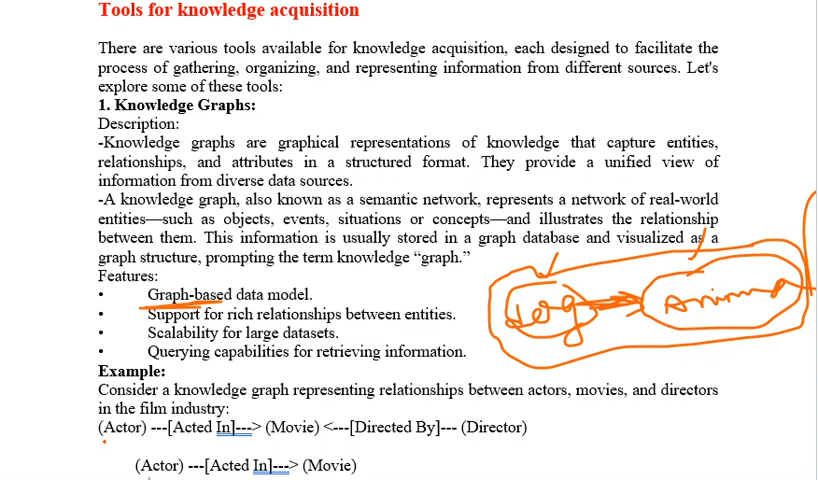 Tools for knowledge acquisition
There are various tools available for knowledge acquisition, each designed to facilitate the
process of gathering, organizing, and representing information from different sources. Let's
explore some of these tools:
1. Knowledge Graphs:
Description:
-Knowledge graphs are graphical representations of knowledge that capture entities,
relationships, and attributes in a structured format. They provide a unified view of
information from diverse data sources.
-A knowledge graph, also known as a semantic network, represents a network of real-world
entities—such as objects, events, situations or concepts—and illustrates the relationship
between them. This information is usually stored in a graph database and visualized as a
graph structure, prompting the term knowledge “graph.”
Features:
• Graph-based data model.
• Support for rich relationships between entities.
• Scalability for large datasets.
• Querying capabilities for retrieving information.
Example:
Consider a knowledge graph representing relationships between actors, movies, and directors
in the film industry:
(Actor) ---[Acted In]---> (Movie) <---[Directed By]--- (Director)
(Actor) ---[Acted In]---> (Movie)